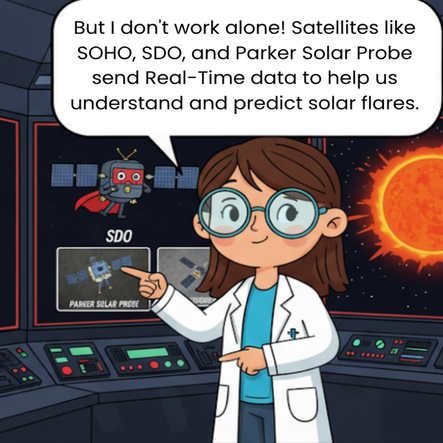 But I don't work alone! Satellites like
SOHO, SDO, and Parker Solar Probe
send Real-Time data to help us
understand and predict solar flares.
SDO
PARKER SOLAR PROBE